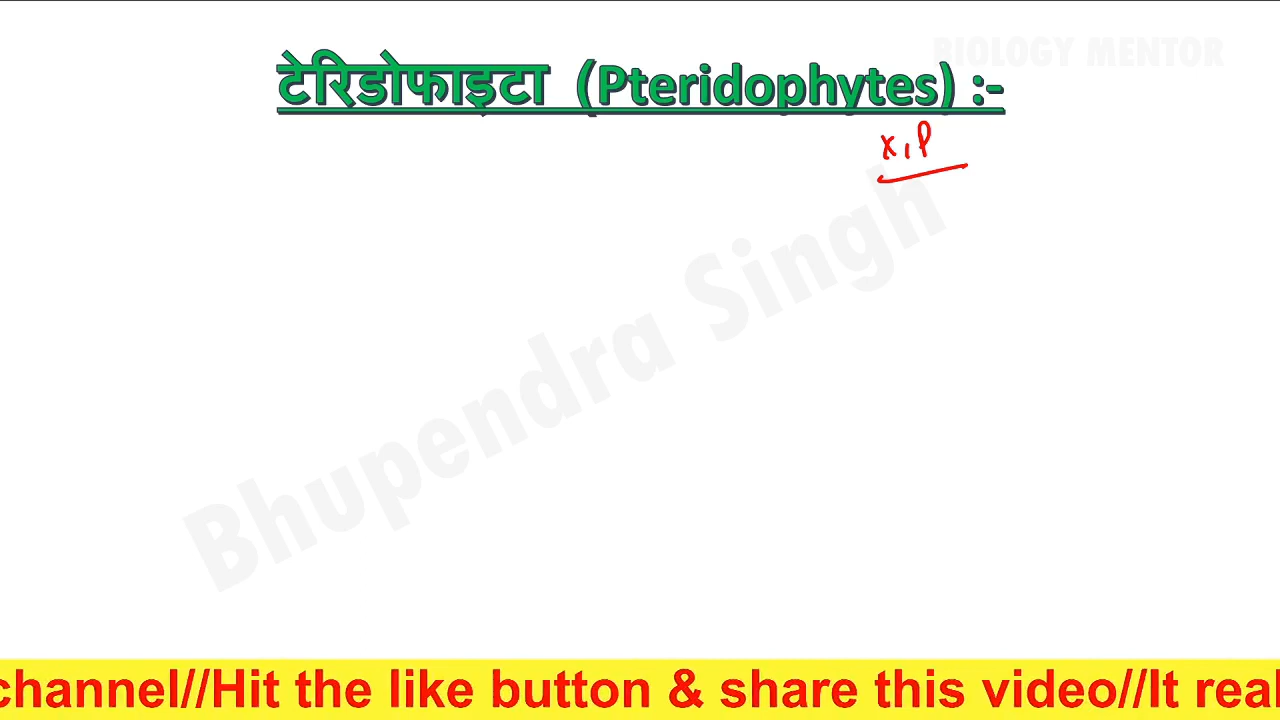 BIOLOGY MENTOR
टेरिडोफाइटा (Pteridophytes) :-
x, P
Bhupendra Singh
channel//Hit the like button & share this video//It real